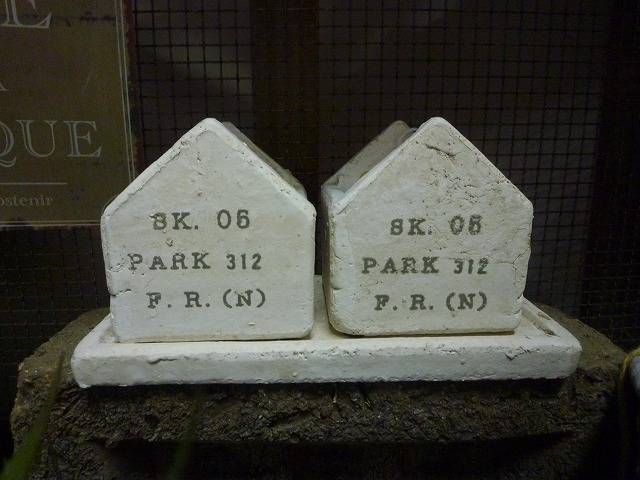 QUE
SK. 05
PARK 312
F. R. (N)
SK. 05
PARK 312
F. R. (N)